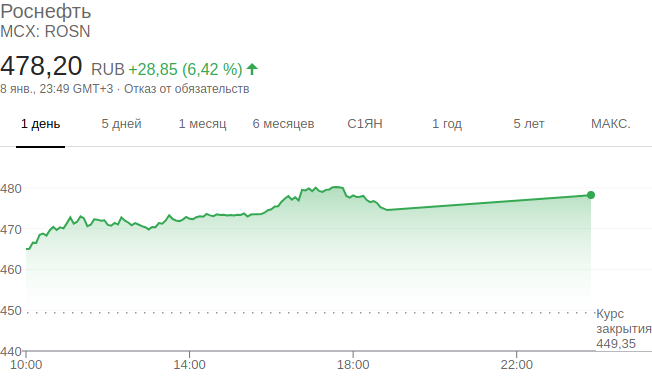 Роснефть
MCX: ROSN
478,20 RUB +28,85 (6,42 %)
8 янв., 23:49 GMT+3 · Отказ от обязательств
1 день 5 дней 1 месяц 6 месяцев С1ЯН 1 год 5 лет МАКС.
480
470
460
450
Курс
закрытия
449,35
440
10:00 14:00 18:00 22:00